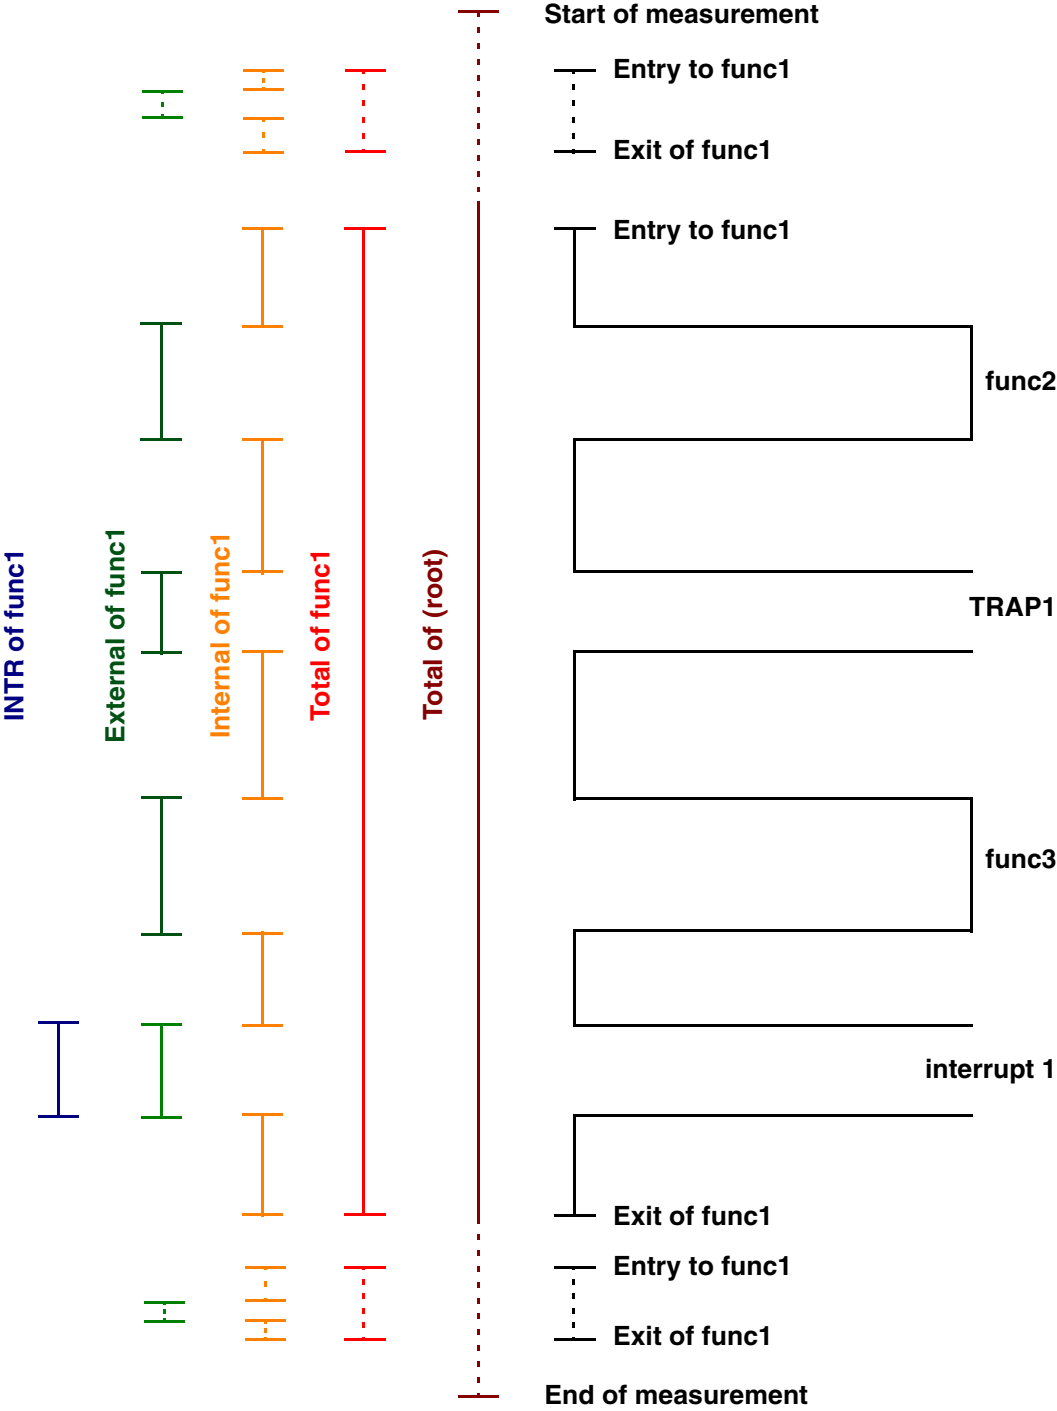 Start of measurement
Entry to func1
Exit of func1
Entry to func1
func2
INTR of func1
External of func1
Internal of func1
Total of func1
Total of (root)
TRAP1
func3
interrupt 1
Exit of func1
Entry to func1
Exit of func1
End of measurement